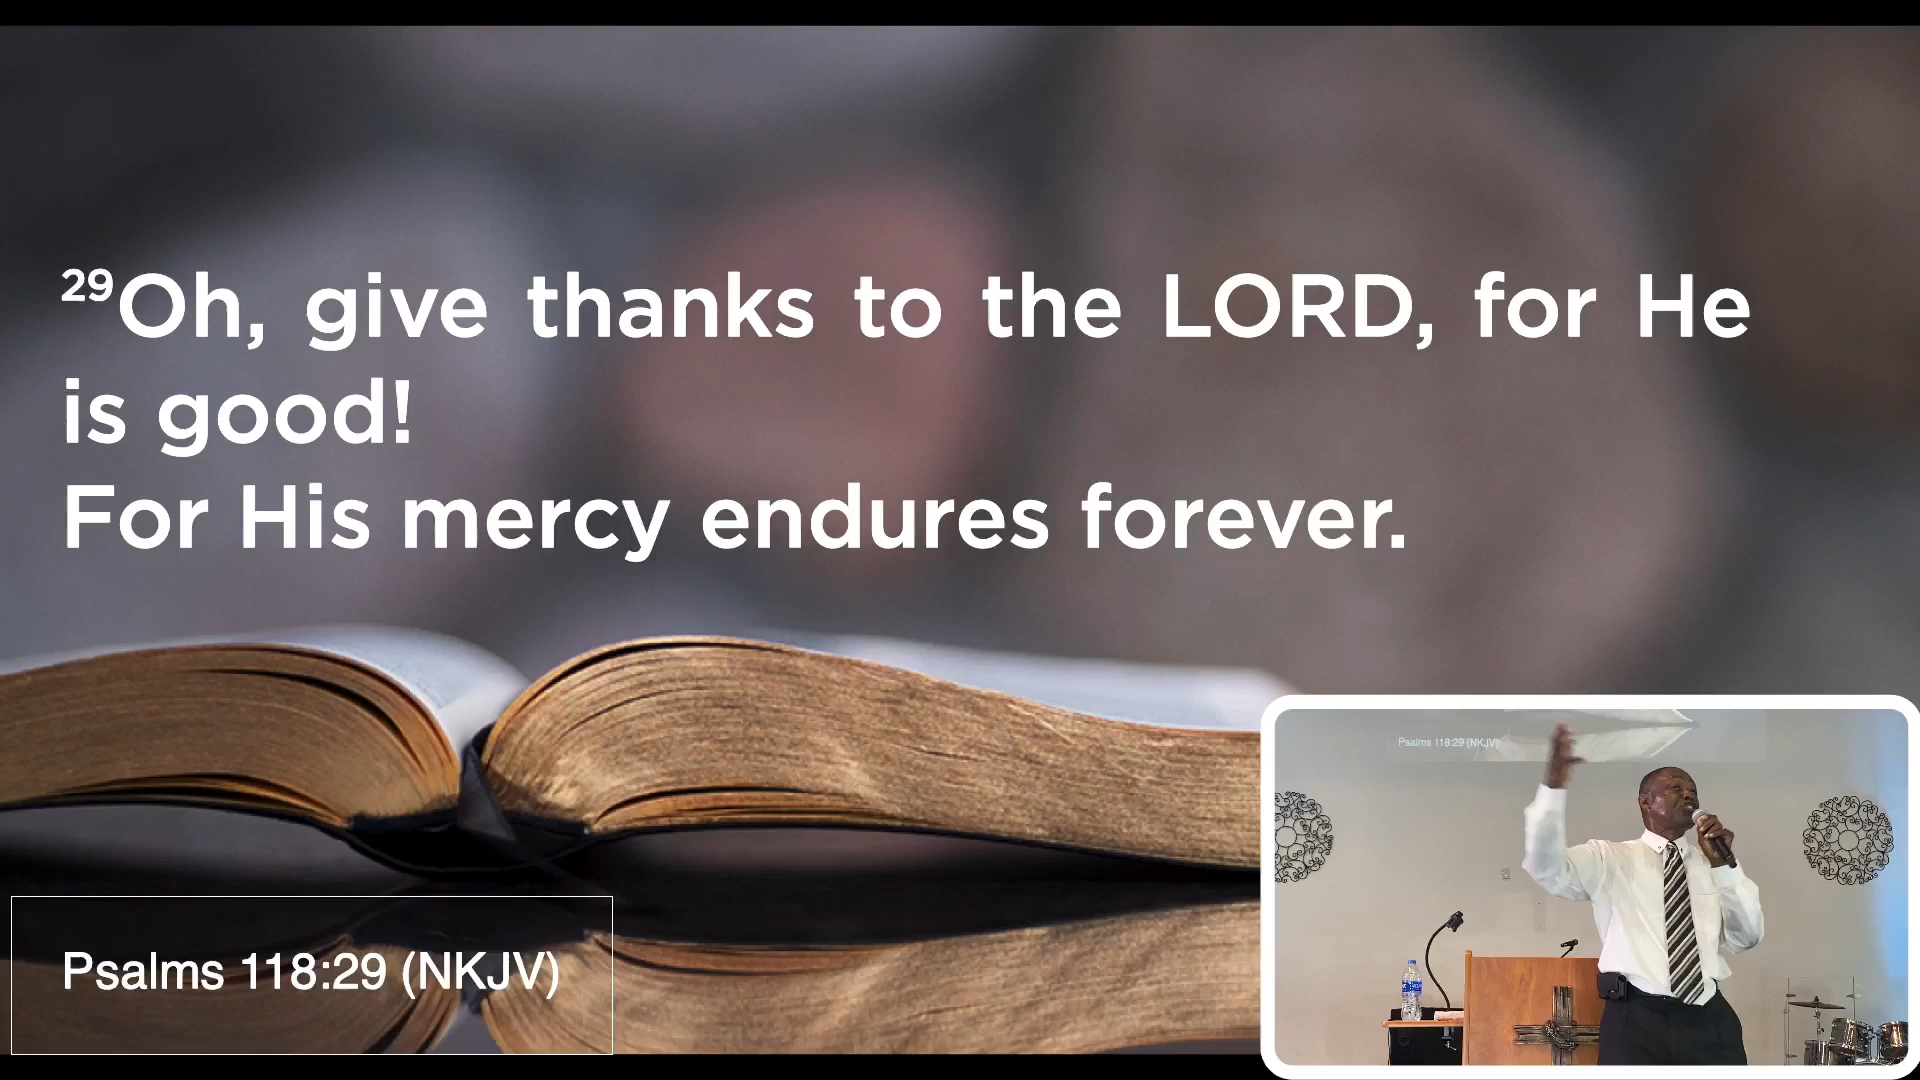 29Oh, give thanks to the LORD, for He
is good!
For His mercy endures forever.
Psalms 118:29 (NKJV)
Psalms 118:29 (NKJV)